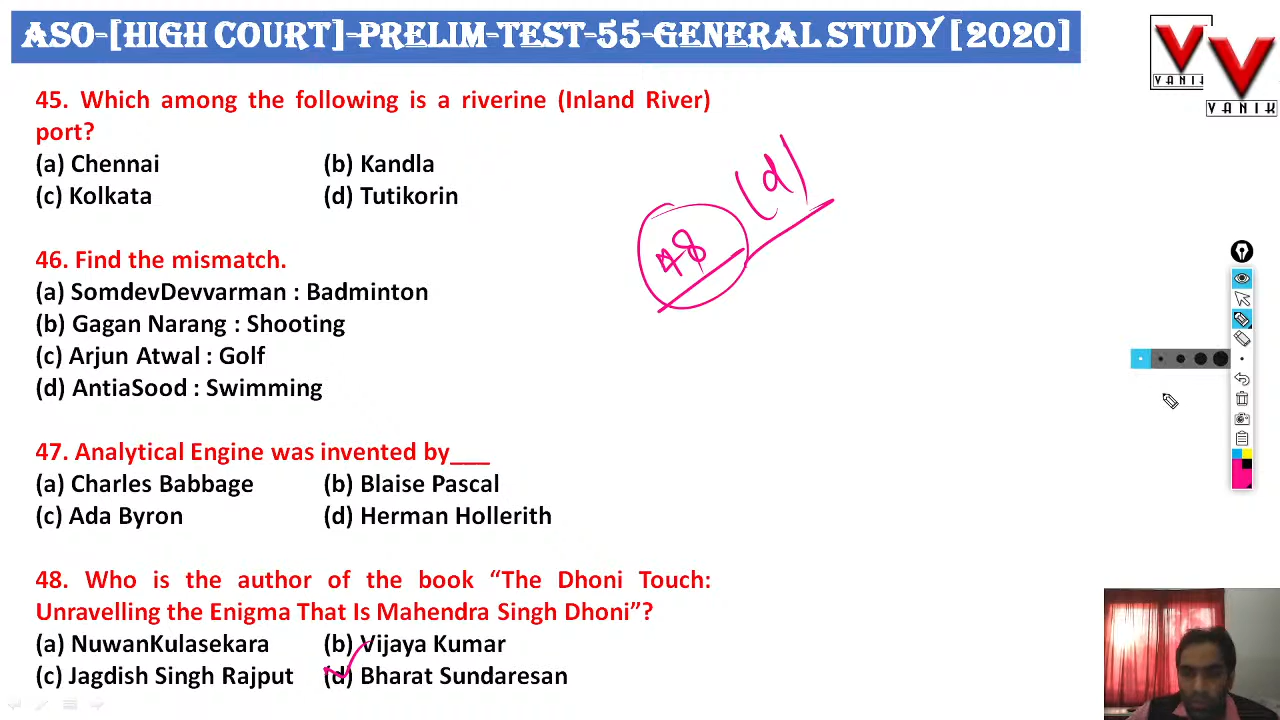 ASO-[HIGH COURT]-PRELIM-TEST-55-GENERAL STUDY [2020]
VANIK
VANIK
45. Which among the following is a riverine (Inland River)
port?
(a) Chennai (b) Kandla
(c) Kolkata (d) Tutikorin
48 (d)
46. Find the mismatch.
(a) SomdevDevvarman : Badminton
(b) Gagan Narang : Shooting
(c) Arjun Atwal : Golf
(d) AntiaSood : Swimming
47. Analytical Engine was invented by___
(a) Charles Babbage (b) Blaise Pascal
(c) Ada Byron (d) Herman Hollerith
48. Who is the author of the book “The Dhoni Touch:
Unravelling the Enigma That Is Mahendra Singh Dhoni”?
(a) NuwanKulasekara (b) Vijaya Kumar
(c) Jagdish Singh Rajput (d) Bharat Sundaresan